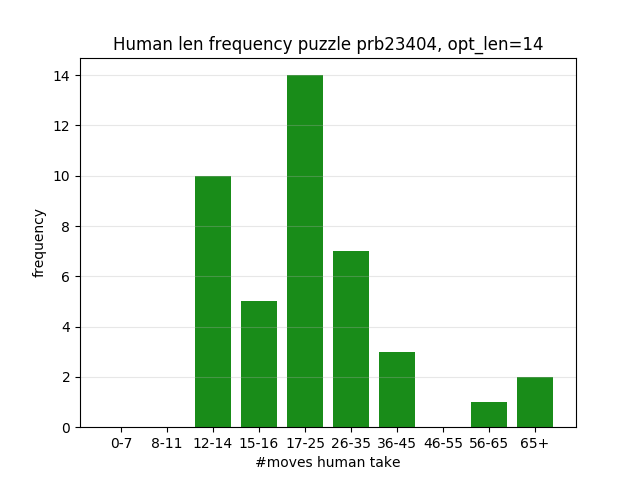 Human len frequency puzzle prb23404, opt_len=14
14
12
10
8
6
4
2
0
frequency
0-7 8-11 12-14 15-16 17-25 26-35 36-45 46-55 56-65 65+
#moves human take